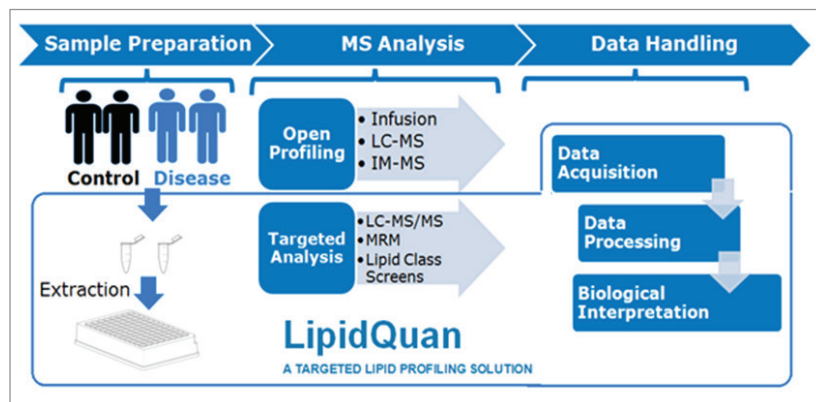 Sample Preparation
MS Analysis
Data Handling
Control Disease
Extraction
Open
Profiling
• Infusion
• LC-MS
• IM-MS
Targeted
Analysis
• LC-MS/MS
• MRM
• Lipid Class
Screens
LipidQuan
A TARGETED LIPID PROFILING SOLUTION
Data
Acquisition
Data
Processing
Biological
Interpretation